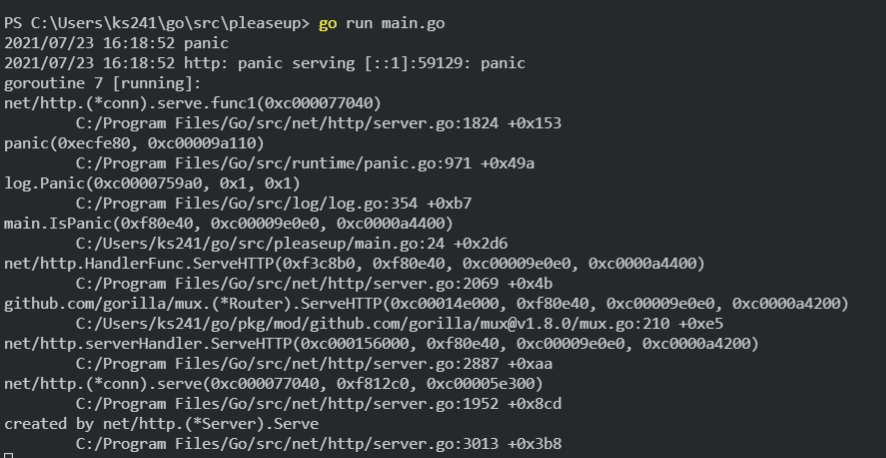 PS C:\Users\ks241\go\src\pleaseup> go run main.go
2021/07/23 16:18:52 panic
2021/07/23 16:18:52 http: panic serving [::1]:59129: panic
goroutine 7 [running]:
net/http.(*conn).serve.func1(0xc000077040)
        C:/Program Files/Go/src/net/http/server.go:1824 +0x153
panic(0xecfe80, 0xc00009a110)
        C:/Program Files/Go/src/runtime/panic.go:971 +0x49a
log.Panic(0xc0000759a0, 0x1, 0x1)
        C:/Program Files/Go/src/log/log.go:354 +0xb7
main.IsPanic(0xf80e40, 0xc00009e0e0, 0xc0000a4400)
        C:/Users/ks241/go/src/pleaseup/main.go:24 +0x2d6
net/http.HandlerFunc.ServeHTTP(0xf3c8b0, 0xf80e40, 0xc00009e0e0, 0xc0000a4400)
        C:/Program Files/Go/src/net/http/server.go:2069 +0x4b
github.com/gorilla/mux.(*Router).ServeHTTP(0xc00014e000, 0xf80e40, 0xc00009e0e0, 0xc0000a4200)
        C:/Users/ks241/go/pkg/mod/github.com/gorilla/mux@v1.8.0/mux.go:210 +0xe5
net/http.serverHandler.ServeHTTP(0xc000156000, 0xf80e40, 0xc00009e0e0, 0xc0000a4200)
        C:/Program Files/Go/src/net/http/server.go:2887 +0xaa
net/http.(*conn).serve(0xc000077040, 0xf812c0, 0xc00005e300)
        C:/Program Files/Go/src/net/http/server.go:1952 +0x8cd
created by net/http.(*Server).Serve
        C:/Program Files/Go/src/net/http/server.go:3013 +0x3b8